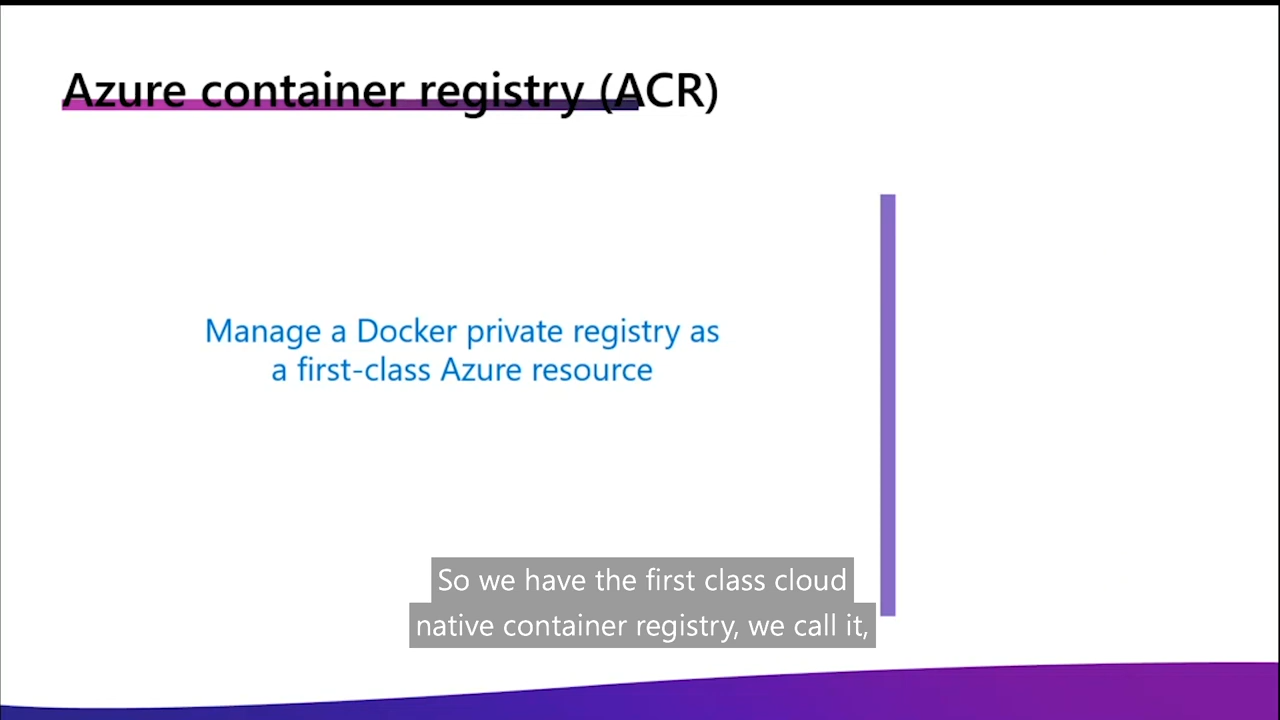 Azure container registry (ACR)
Manage a Docker private registry as
a first-class Azure resource
So we have the first class cloud
native container registry, we call it,